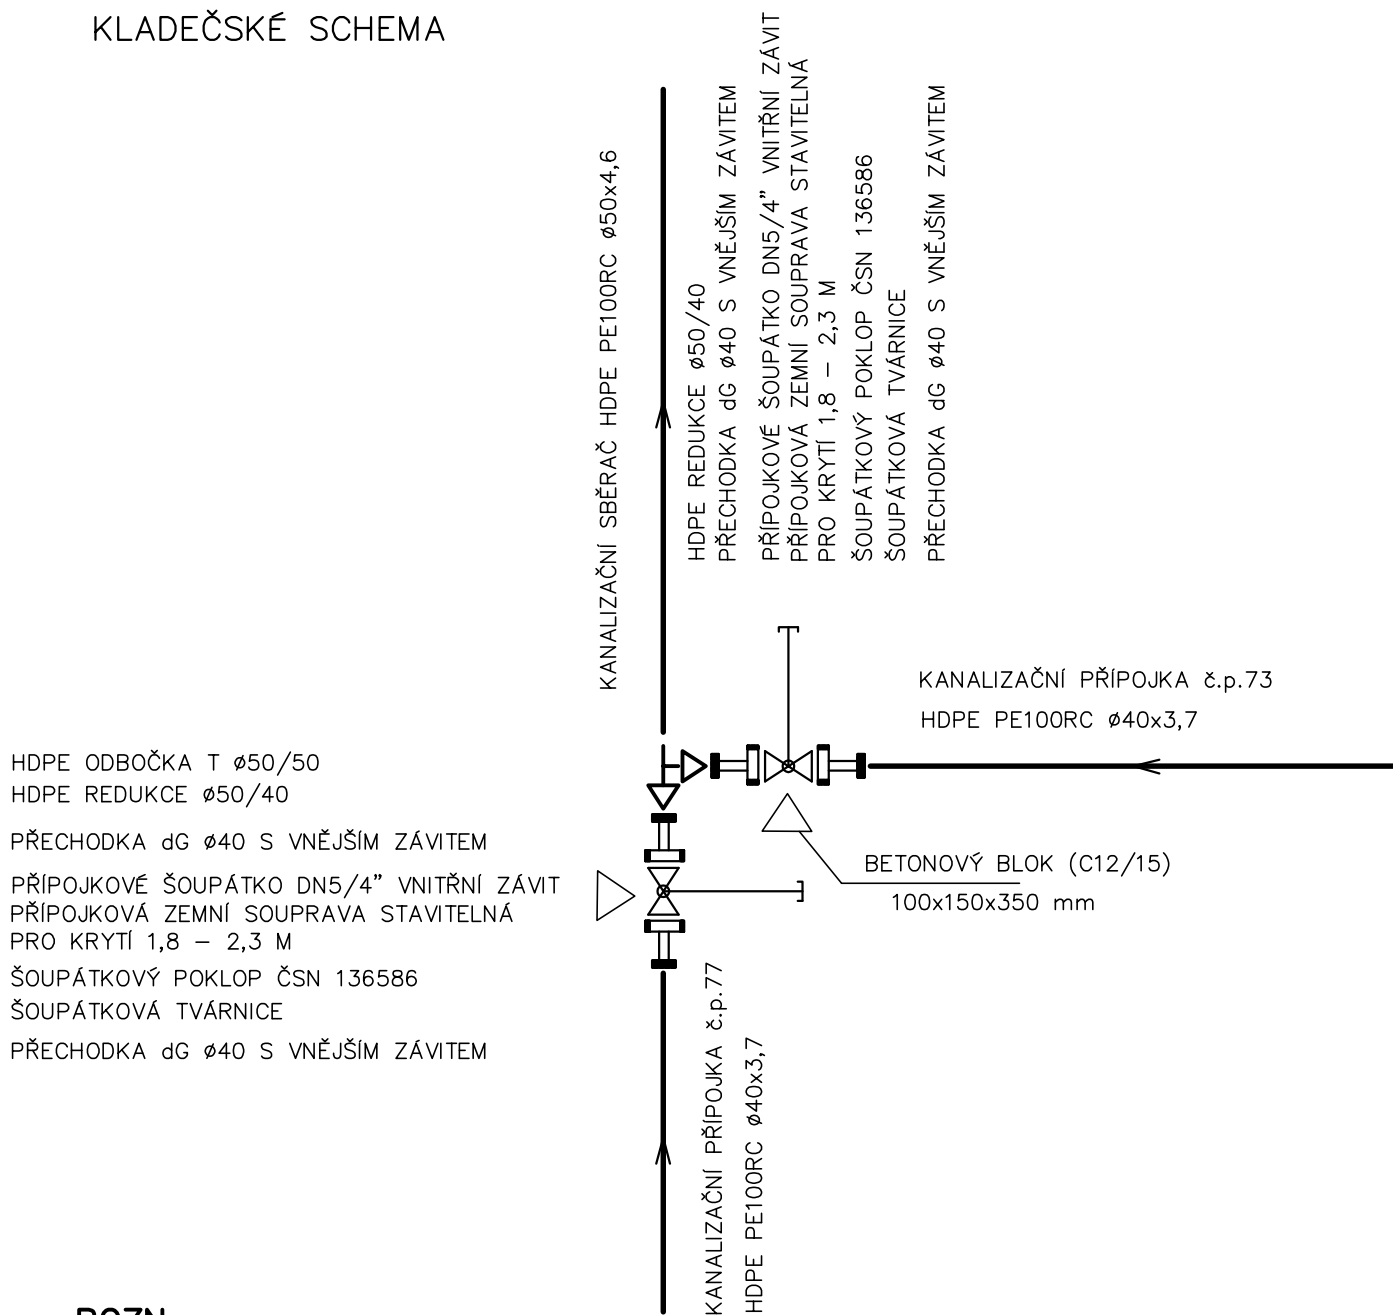 KLADEČSKÉ SCHEMA
KANALIZAČNÍ SBĚRAČ HDPE PE100RC ø50x4,6
HDPE REDUKCE ø50/40
PŘECHODKA dG ø40 S VNĚJŠÍM ZÁVITEM
PŘÍPOJKOVÉ ŠOUPÁTKO DN5/4" VNITŘNÍ ZÁVIT
PŘÍPOJKOVÁ ZEMNÍ SOUPRAVA STAVITELNÁ
PRO KRYTÍ 1,8 – 2,3 M
ŠOUPÁTKOVÝ POKLOP ČSN 136586
ŠOUPÁTKOVÁ TVÁRNICE
PŘECHODKA dG ø40 S VNĚJŠÍM ZÁVITEM
KANALIZAČNÍ PŘÍPOJKA č.p.73
HDPE PE100RC ø40x3,7
HDPE ODBOČKA T ø50/50
HDPE REDUKCE ø50/40
PŘECHODKA dG ø40 S VNĚJŠÍM ZÁVITEM
PŘÍPOJKOVÉ ŠOUPÁTKO DN5/4" VNITŘNÍ ZÁVIT
PŘÍPOJKOVÁ ZEMNÍ SOUPRAVA STAVITELNÁ
PRO KRYTÍ 1,8 – 2,3 M
ŠOUPÁTKOVÝ POKLOP ČSN 136586
ŠOUPÁTKOVÁ TVÁRNICE
PŘECHODKA dG ø40 S VNĚJŠÍM ZÁVITEM
BETONOVÝ BLOK (C12/15)
100x150x350 mm
KANALIZAČNÍ PŘÍPOJKA č.p.77
HDPE PE100RC ø40x3,7